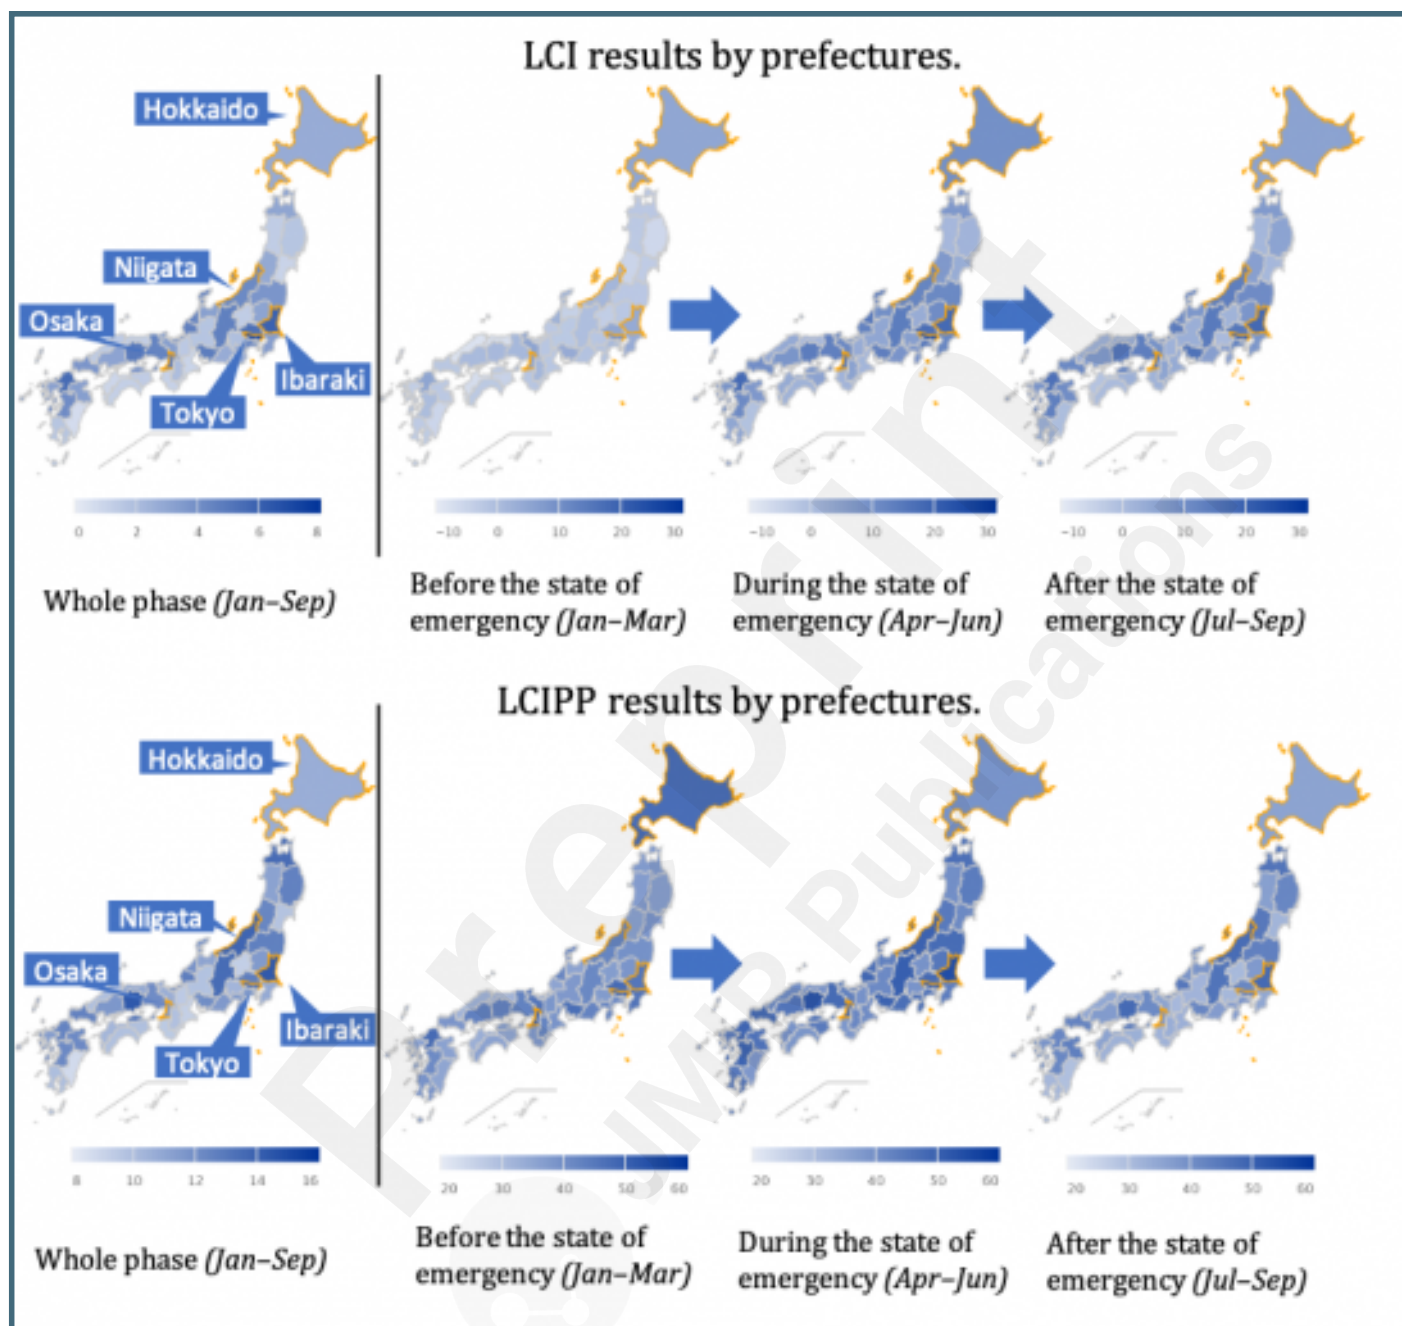 LCI results by prefectures.
Hokkaido
Niigata
Osaka
Ibaraki
Tokyo
0 2 4 6 8
−10 0 10 20 30
−10 0 10 20 30
−10 0 10 20 30
Whole phase (Jan–Sep)
Before the state of
emergency (Jan–Mar)
During the state of
emergency (Apr–Jun)
After the state of
emergency (Jul–Sep)
LCIPP results by prefectures.
Hokkaido
Niigata
Osaka
Ibaraki
Tokyo
8 10 12 14 16
20 30 40 50 60
20 30 40 50 60
20 30 40 50 60
Whole phase (Jan–Sep)
Before the state of
emergency (Jan–Mar)
During the state of
emergency (Apr–Jun)
After the state of
emergency (Jul–Sep)
Preprint
JMIR Publications